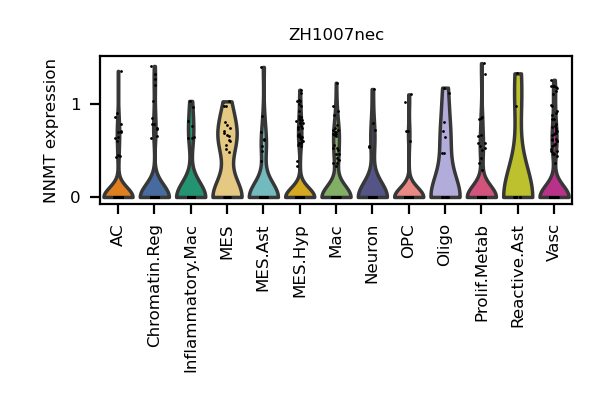 ZH1007nec
NNMT expression
1
0
AC
Chromatin.Reg
Inflammatory.Mac
MES
MES.Ast
MES.Hyp
Mac
Neuron
OPC
Oligo
Prolif.Metab
Reactive.Ast
Vasc